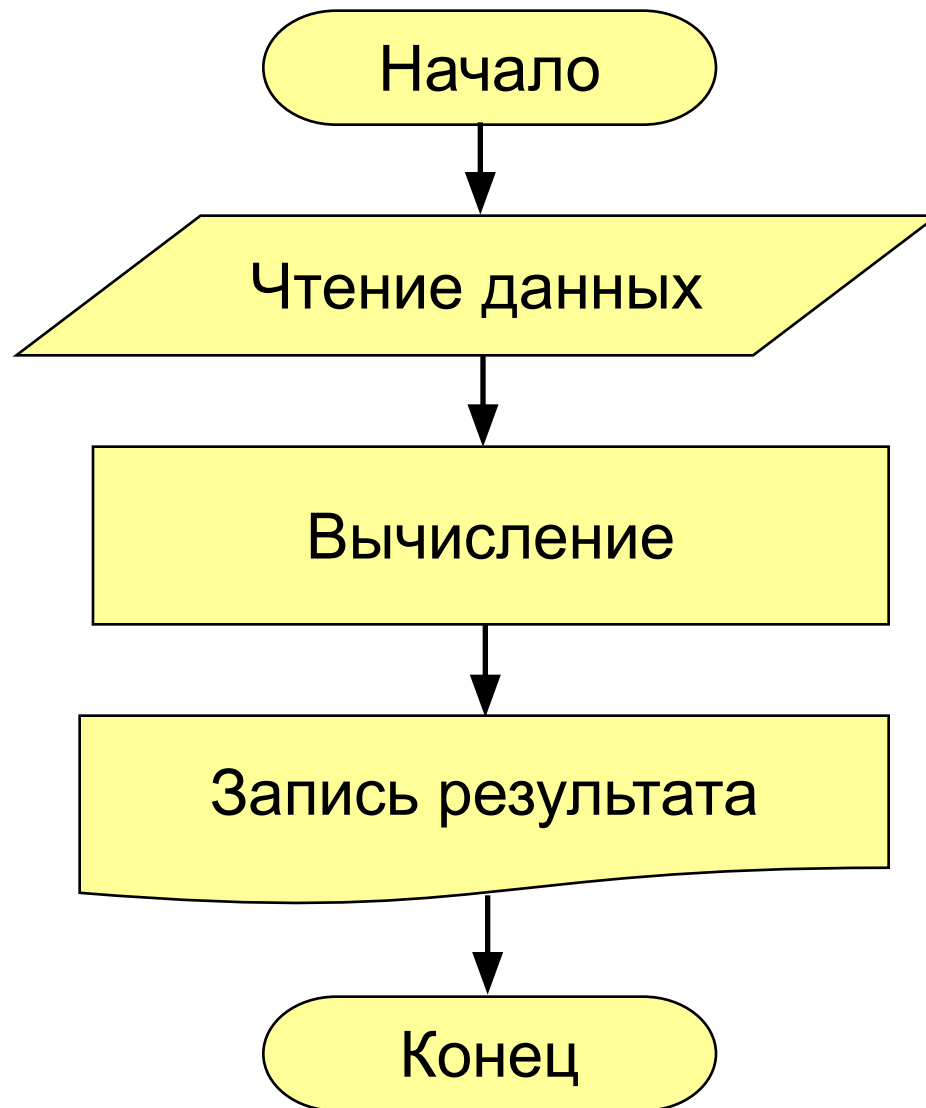 Начало
Чтение данных
Вычисление
Запись результата
Конец